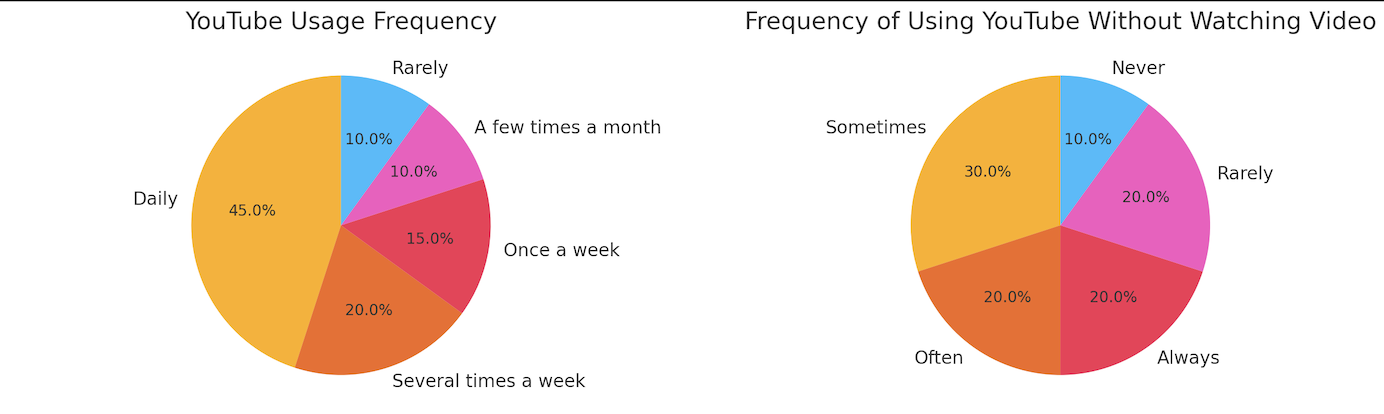 YouTube Usage Frequency
Rarely
10.0%
A few times a month
10.0%
Daily
45.0%
15.0%
Once a week
20.0%
Several times a week
Frequency of Using YouTube Without Watching Video
Never
10.0%
Sometimes
30.0%
Rarely
20.0%
20.0%
20.0%
Often
Always